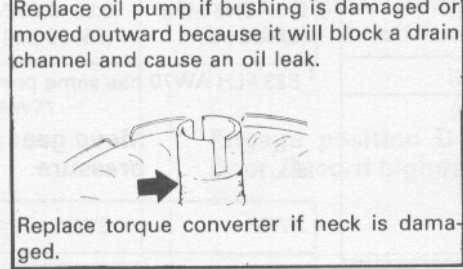 Replace oil pump if bushing is damaged or
moved outward because it will block a drain
channel and cause an oil leak.
Replace torque converter if neck is dama-
ged.